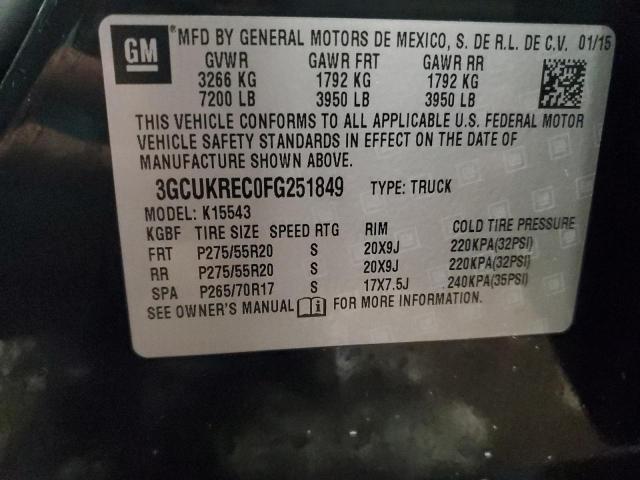 GM MFD BY GENERAL MOTORS DE MEXICO, S. DE R.L. DE C.V. 01/15
GVWR GAWR FRT GAWR RR
3266 KG 1792 KG 1792 KG
7200 LB 3950 LB 3950 LB
THIS VEHICLE CONFORMS TO ALL APPLICABLE U.S. FEDERAL MOTOR
VEHICLE SAFETY STANDARDS IN EFFECT ON THE DATE OF
MANUFACTURE SHOWN ABOVE.
3GCUKREC0FG251849 TYPE: TRUCK
MODEL: K15543
KGBF TIRE SIZE SPEED RTG RIM COLD TIRE PRESSURE
FRT P275/55R20 S 20X9J 220KPA(32PSI)
RR P275/55R20 S 20X9J 220KPA(32PSI)
SPA P265/70R17 S 17X7.5J 240KPA(35PSI)
SEE OWNER'S MANUAL i FOR MORE INFORMATION.